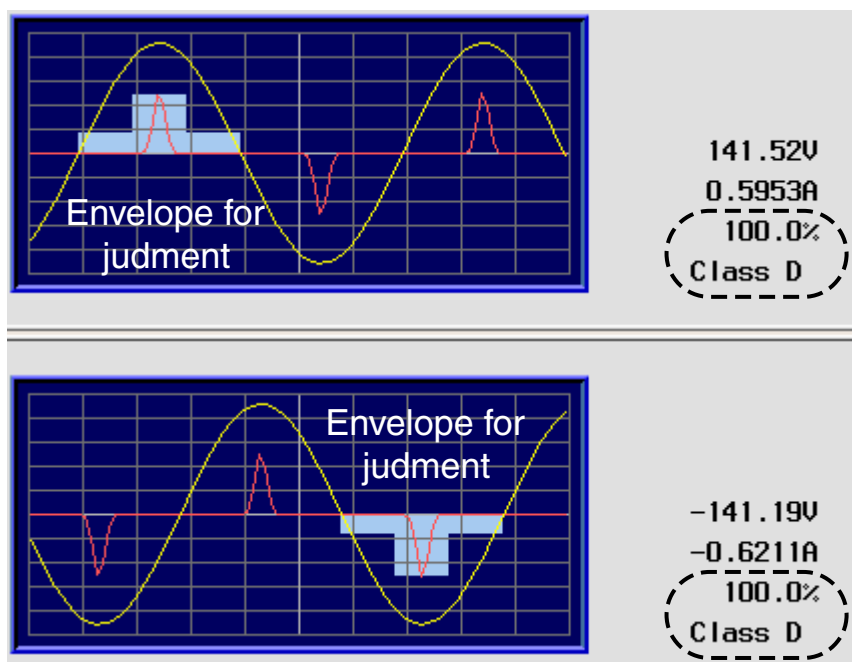 Envelope for
judment
141.52V
0.5953A
100.0%
Class D
Envelope for
judment
-141.19V
-0.6211A
100.0%
Class D